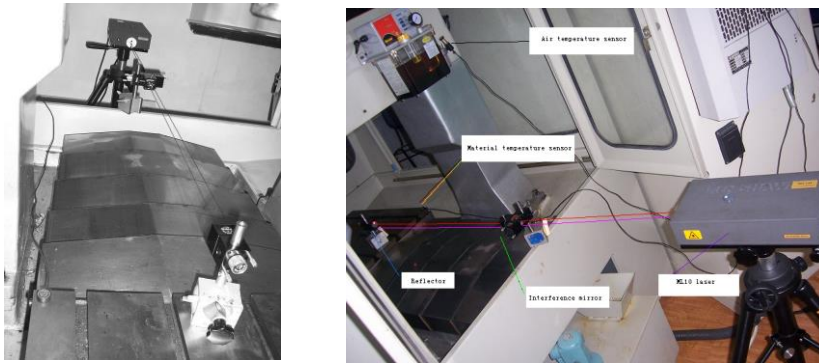 Air temperature sensor
Material temperature sensor
Reflector
Interference mirror
ML10 laser